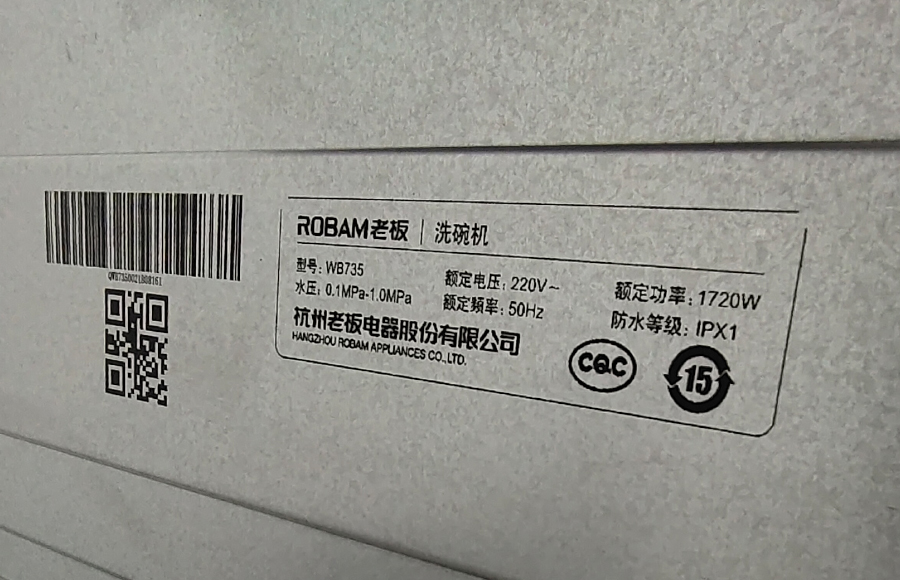 ROBAM老板 | 洗碗机
型号: WB735 额定电压: 220V~ 额定功率: 1720W
水压: 0.1MPa-1.0MPa 额定频率: 50Hz 防水等级: IPX1
杭州老板电器股份有限公司
HANGZHOU ROBAM APPLIANCES CO.,LTD.
CQC
15